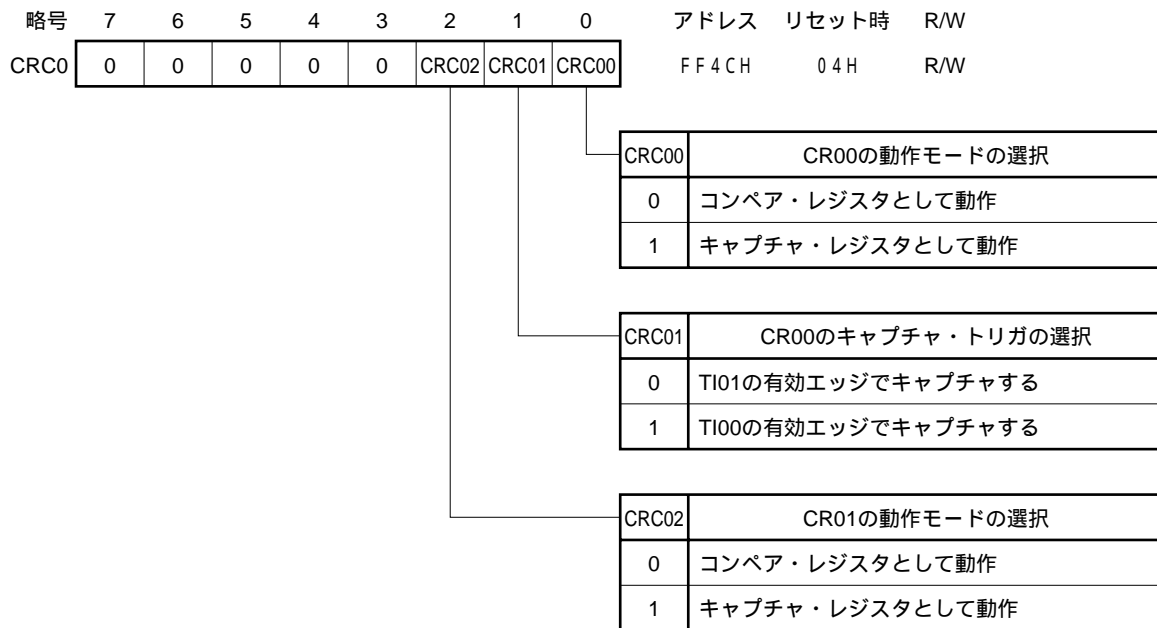 略号 7 6 5 4 3 2 1 0 アドレス リセット時 R/W
CRC0 0 0 0 0 0 CRC02 CRC01 CRC00 FF4CH 04H R/W
CRC00 CR00の動作モードの選択
0 コンペア・レジスタとして動作
1 キャプチャ・レジスタとして動作
CRC01 CR00のキャプチャ・トリガの選択
0 TI01の有効エッジでキャプチャする
1 TI00の有効エッジでキャプチャする
CRC02 CR01の動作モードの選択
0 コンペア・レジスタとして動作
1 キャプチャ・レジスタとして動作